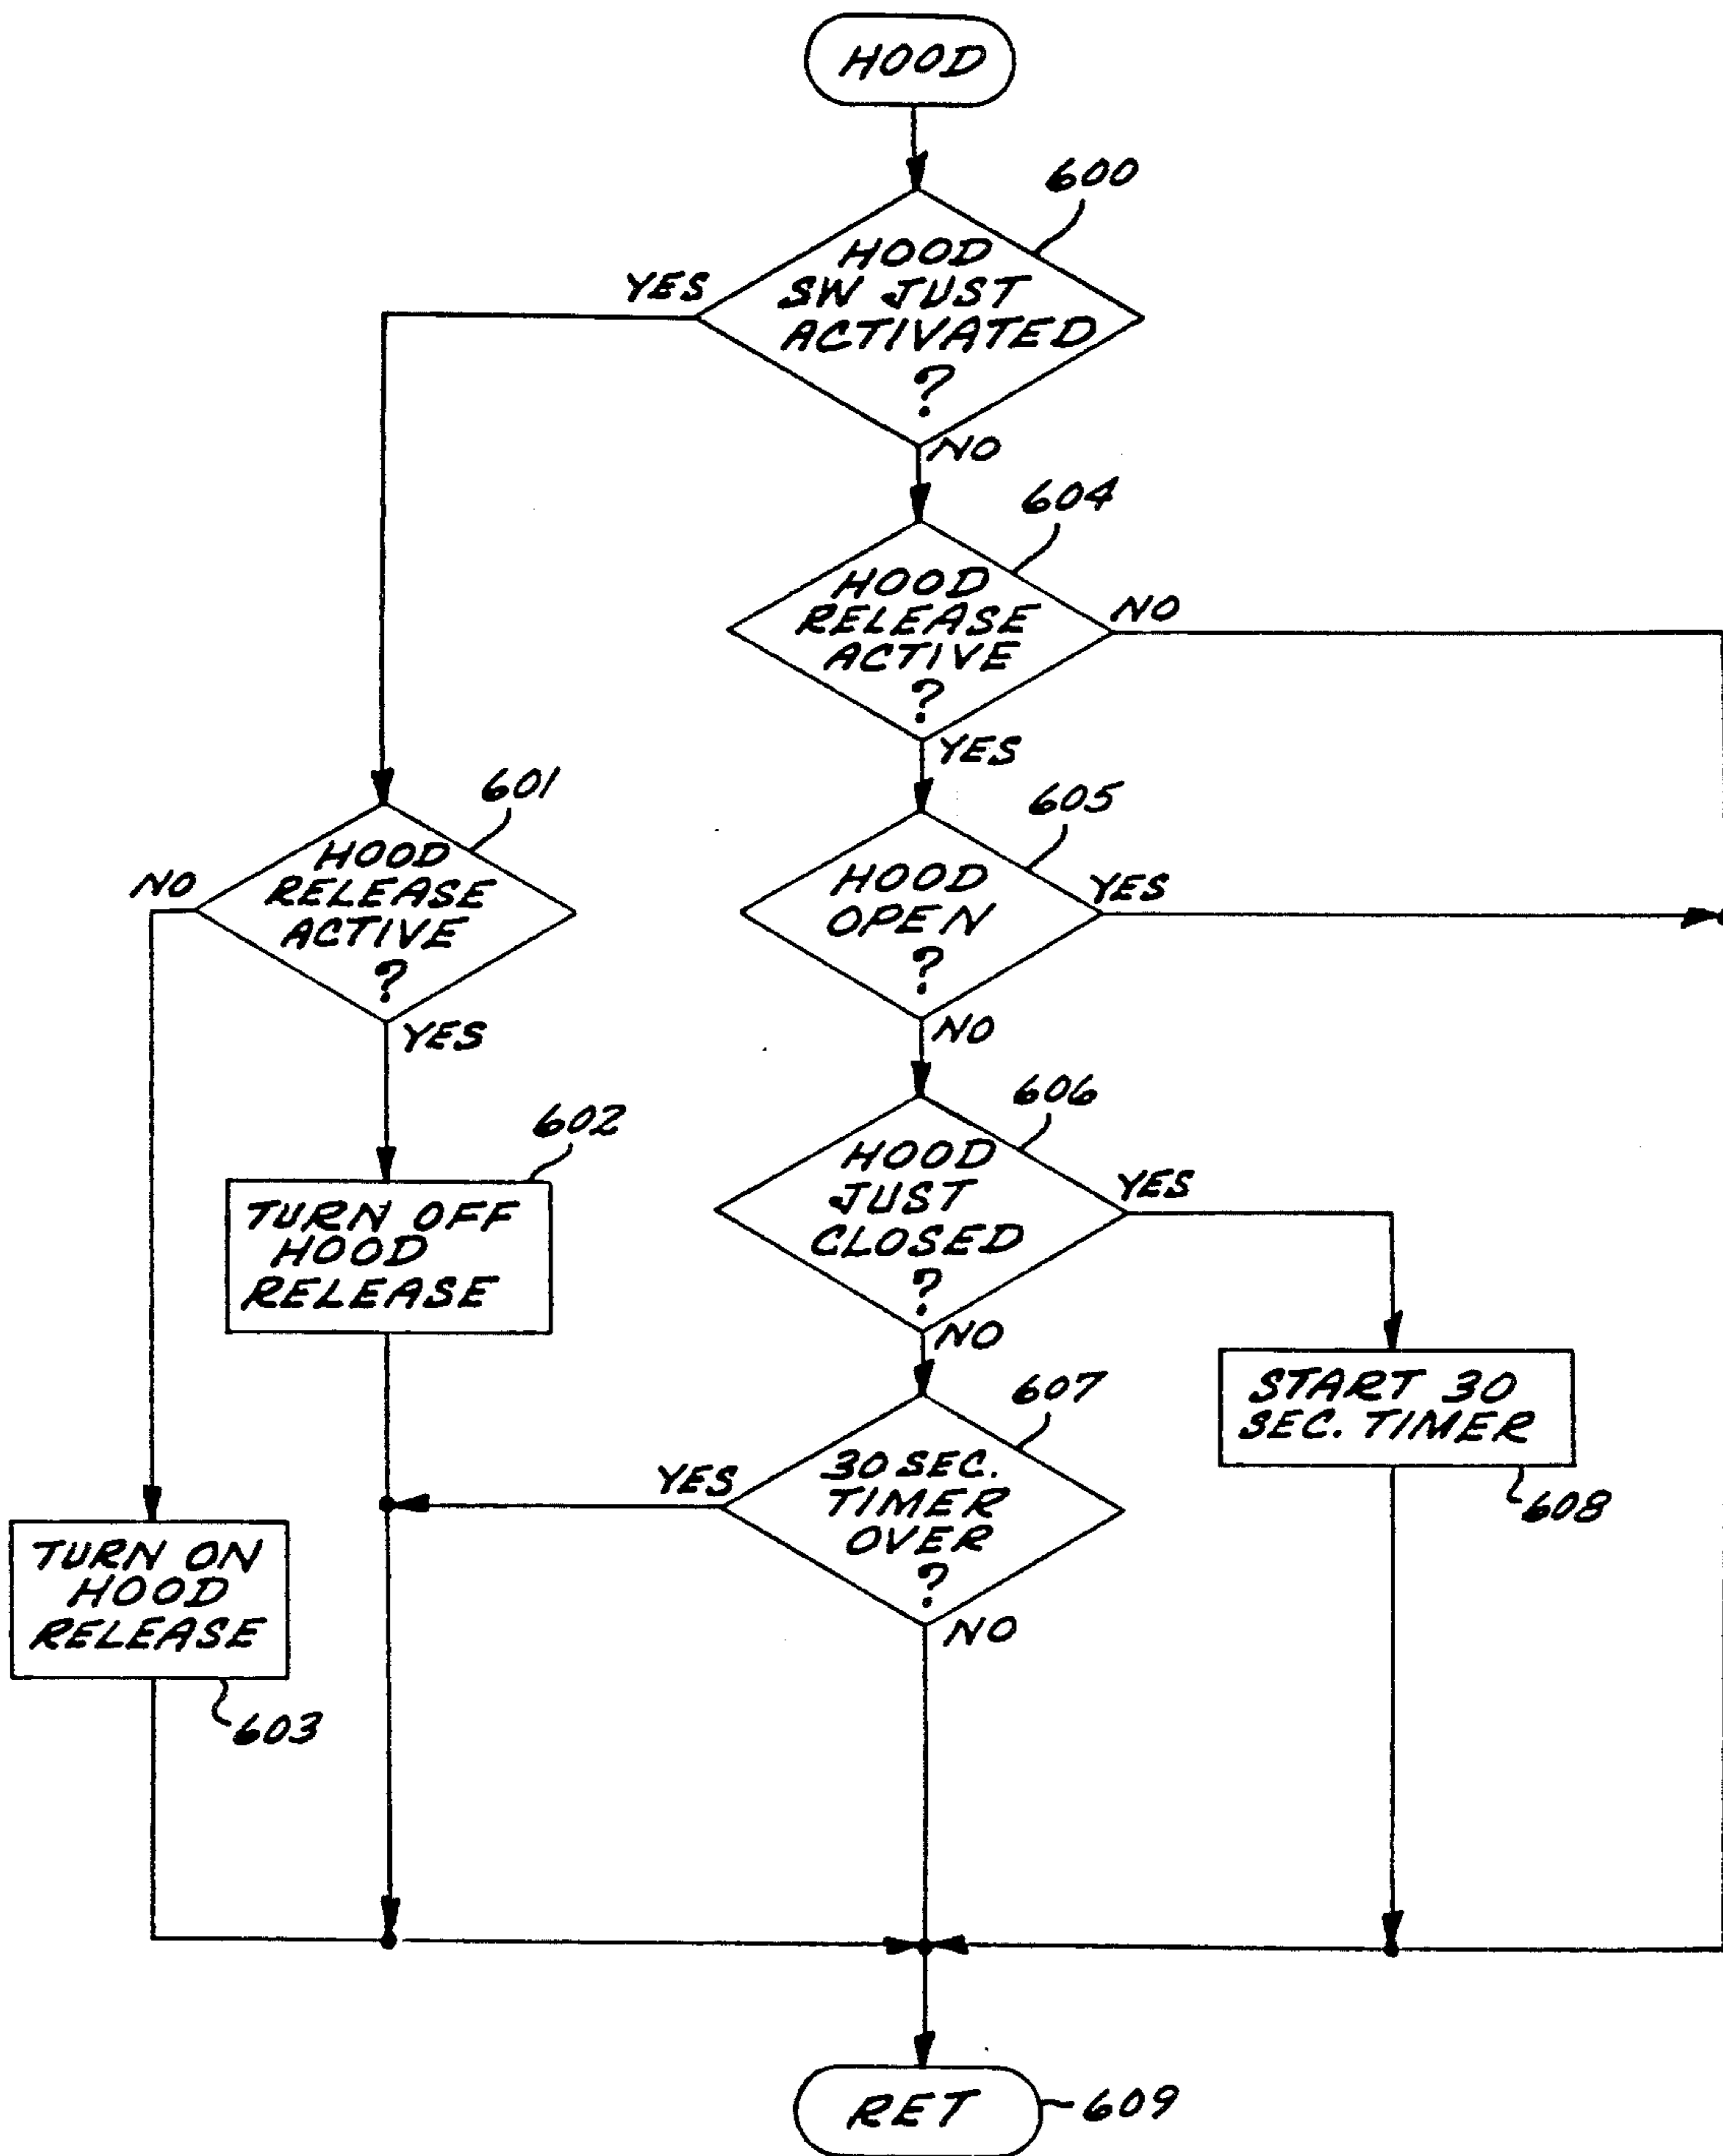 HOOD
600
HOOD
SW JUST
ACTIVATED
?
YES
NO
604
HOOD
RELEASE
ACTIVE
?
NO
YES
601
HOOD
RELEASE
ACTIVE
?
NO
YES
605
HOOD
OPEN
?
YES
NO
602
TURN OFF
HOOD
RELEASE
606
HOOD
JUST
CLOSED
?
YES
NO
607
30 SEC.
TIMER
OVER
?
YES
NO
START 30
SEC. TIMER
608
TURN ON
HOOD
RELEASE
603
RET
609